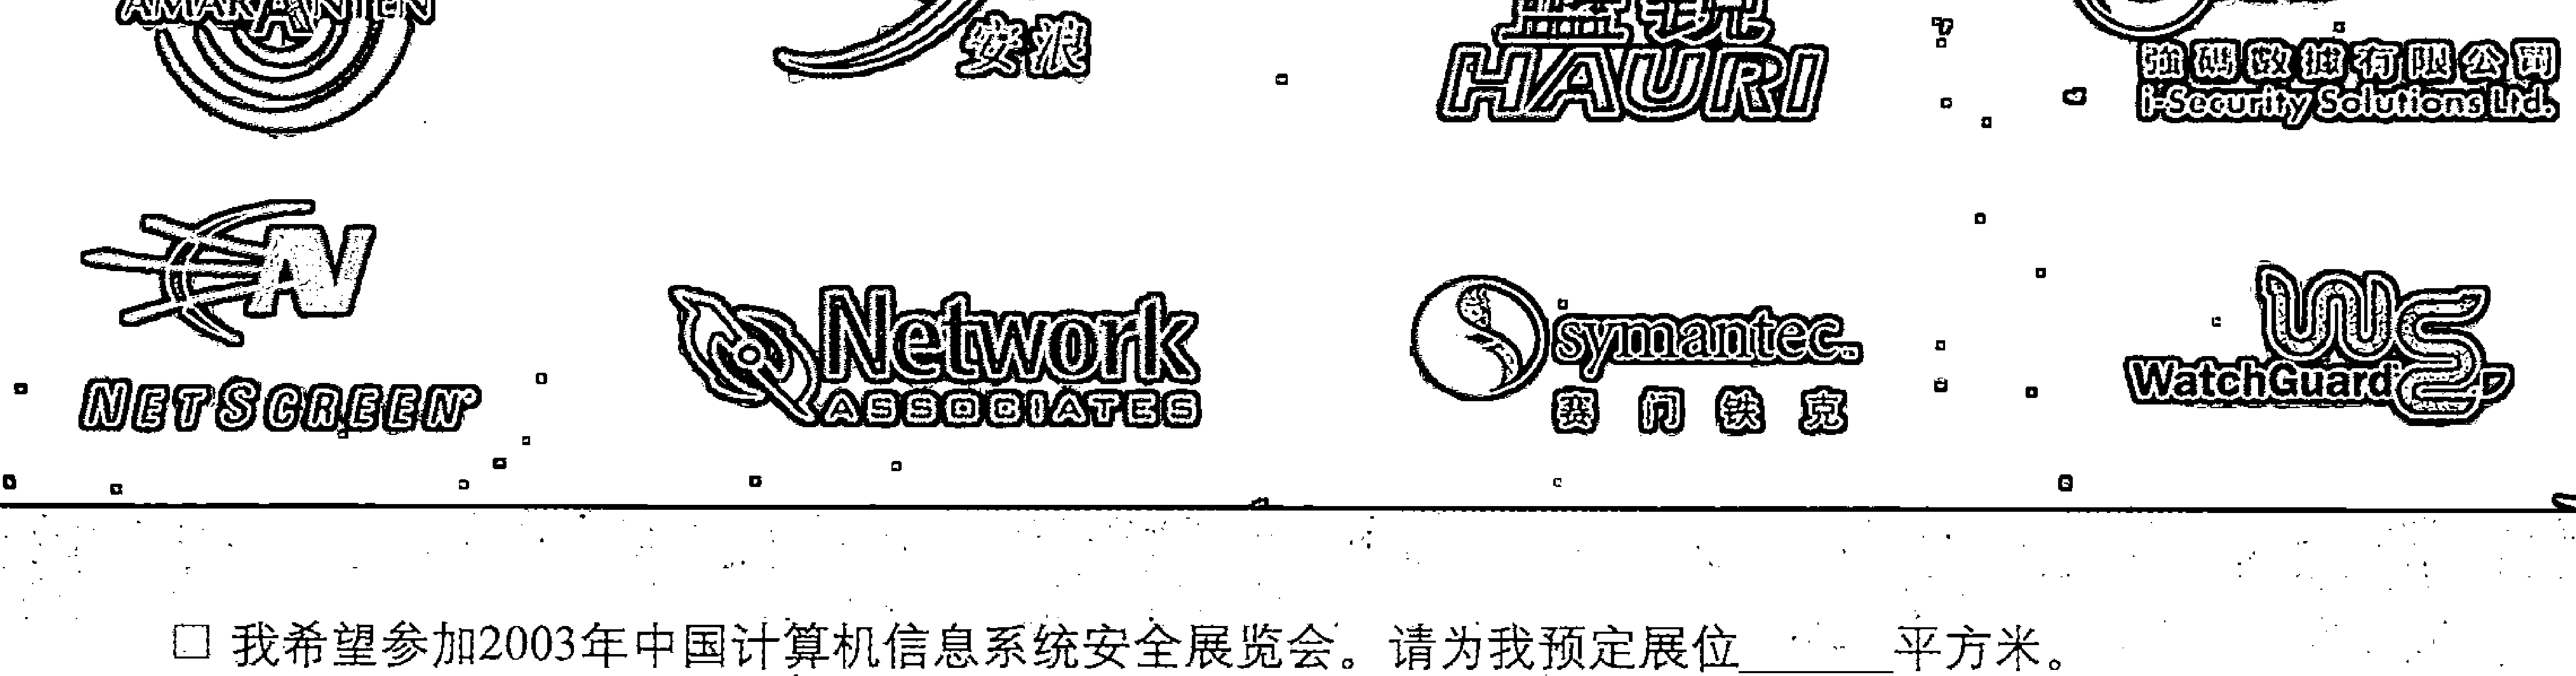 AMARANTEN
安浪
HAURI
強碼數據有限公司
i-Security Solutions Ltd.
NETSCREEN
Network
ASSOCIATES
symantec.
赛门铁克
WatchGuard
□ 我希望参加2003年中国计算机信息系统安全展览会。请为我预定展位______平方米。